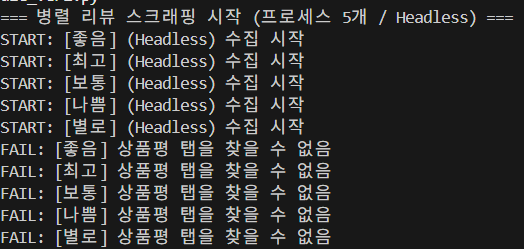 === 병렬 리뷰 스크래핑 시작 (프로세스 5개 / Headless) ===
START: [좋음] (Headless) 수집 시작
START: [최고] (Headless) 수집 시작
START: [보통] (Headless) 수집 시작
START: [나쁨] (Headless) 수집 시작
START: [별로] (Headless) 수집 시작
FAIL: [좋음] 상품평 탭을 찾을 수 없음
FAIL: [최고] 상품평 탭을 찾을 수 없음
FAIL: [보통] 상품평 탭을 찾을 수 없음
FAIL: [나쁨] 상품평 탭을 찾을 수 없음
FAIL: [별로] 상품평 탭을 찾을 수 없음